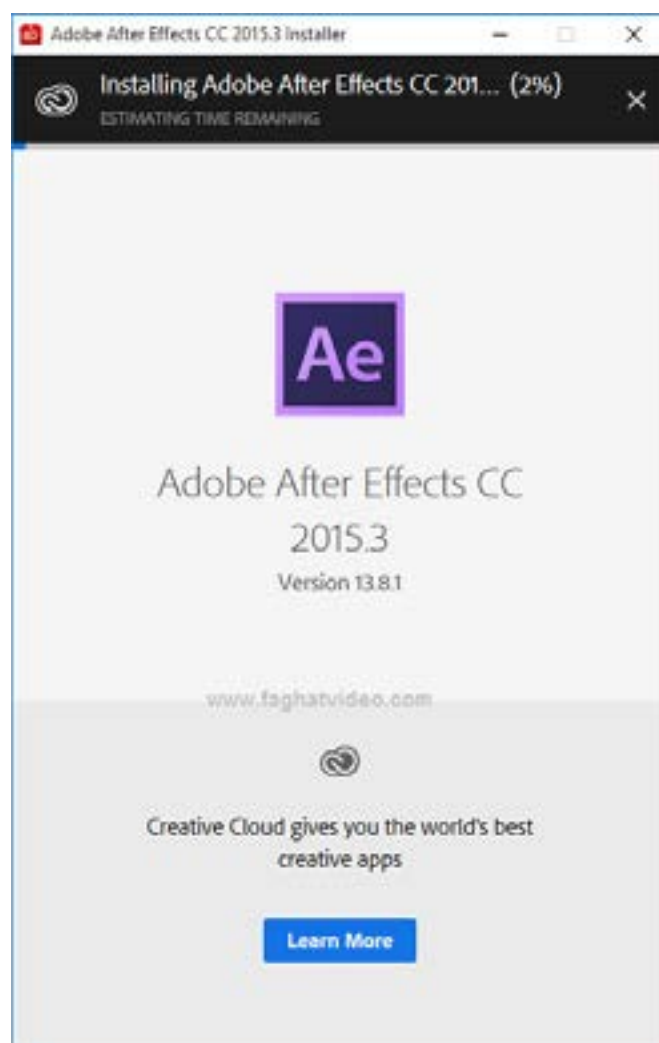 Adobe After Effects CC 2015.3 Installer
Installing Adobe After Effects CC 201... (2%)
ESTIMATING TIME REMAINING
Ae
Adobe After Effects CC
2015.3
Version 13.8.1
www.faghatvideo.com
Creative Cloud gives you the world's best
creative apps
Learn More